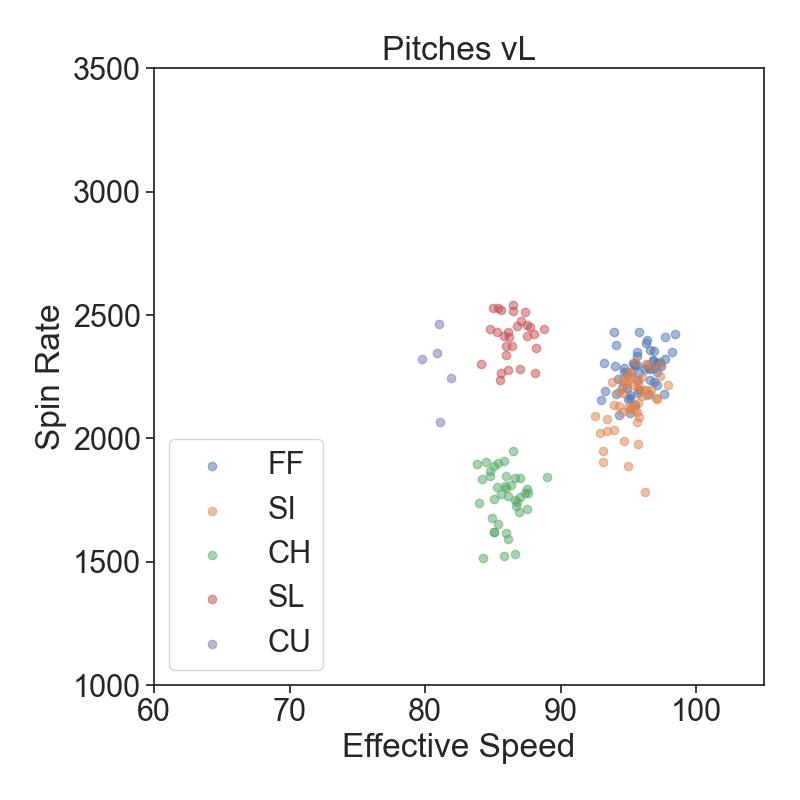 Pitches vL
3500
3000
2500
2000
1500
1000
Spin Rate
FF
SI
CH
SL
CU
60 70 80 90 100
Effective Speed